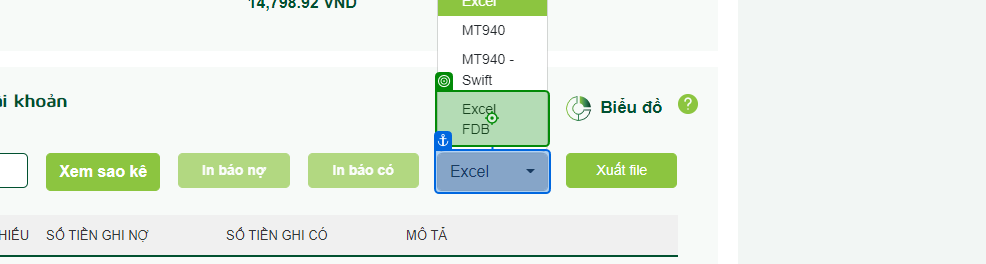 14,798.92 VND
Excel
MT940
MT940 -
Swift
ài khoản
Excel
FDB
Biểu đồ
?
Xem sao kê
In báo nợ
In báo có
Excel
Xuất file
HIẾU
SỐ TIỀN GHI NỢ
SỐ TIỀN GHI CÓ
MÔ TẢ